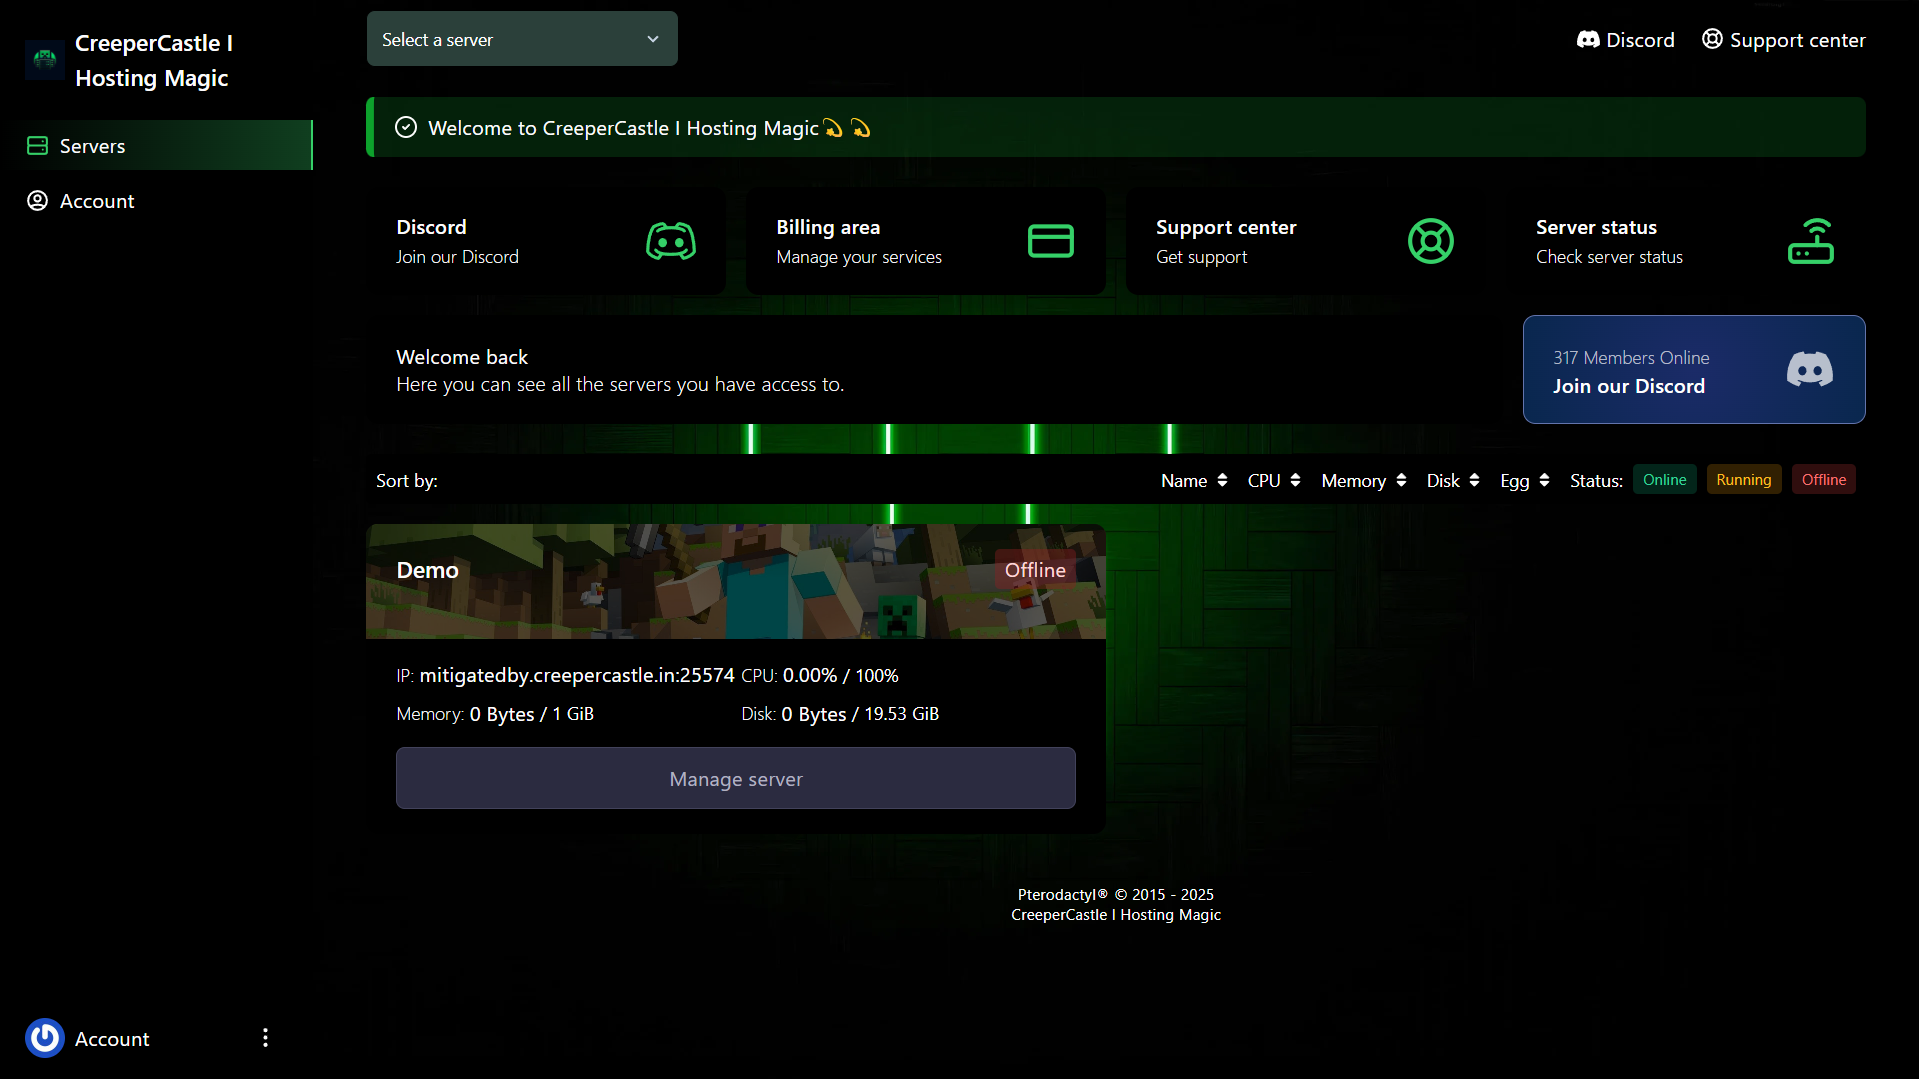 CreeperCastle I
Hosting Magic
Select a server
Discord
Support center
Servers
Account
Welcome to CreeperCastle I Hosting Magic💫 💫
Discord
Join our Discord
Billing area
Manage your services
Support center
Get support
Server status
Check server status
Welcome back
Here you can see all the servers you have access to.
317 Members Online
Join our Discord
Sort by:
Name CPU Memory Disk Egg Status: Online Running Offline
Demo
Offline
IP: mitigatedby.creepercastle.in:25574 CPU: 0.00% / 100%
Memory: 0 Bytes / 1 GiB Disk: 0 Bytes / 19.53 GiB
Manage server
Pterodactyl® © 2015 - 2025
CreeperCastle I Hosting Magic
Account